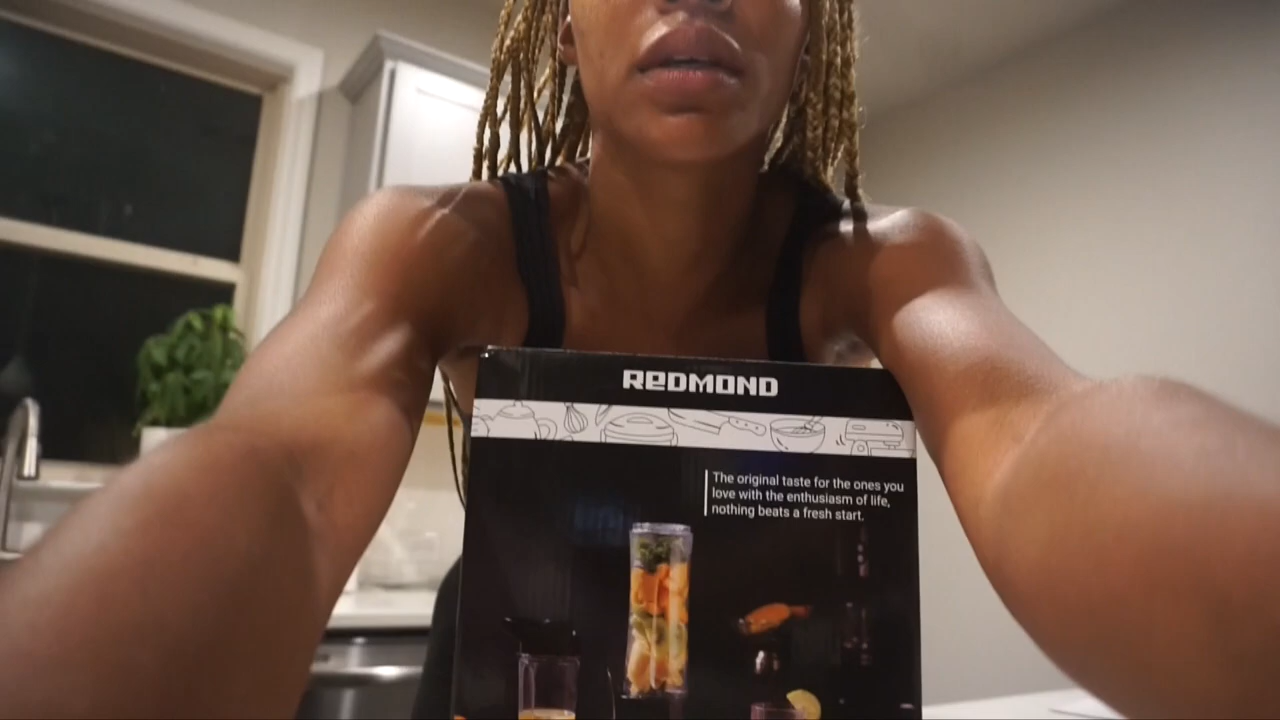 REDMOND
The original taste for the ones you
love with the enthusiasm of life,
nothing beats a fresh start.